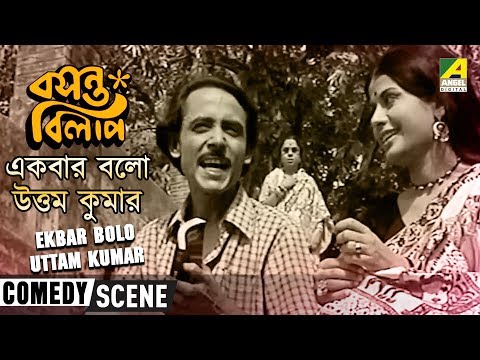 বসন্ত*
বিলাপ
একবার বলো
উত্তম কুমার
EKBAR BOLO
UTTAM KUMAR
COMEDY SCENE
ANGEL
DIGITAL